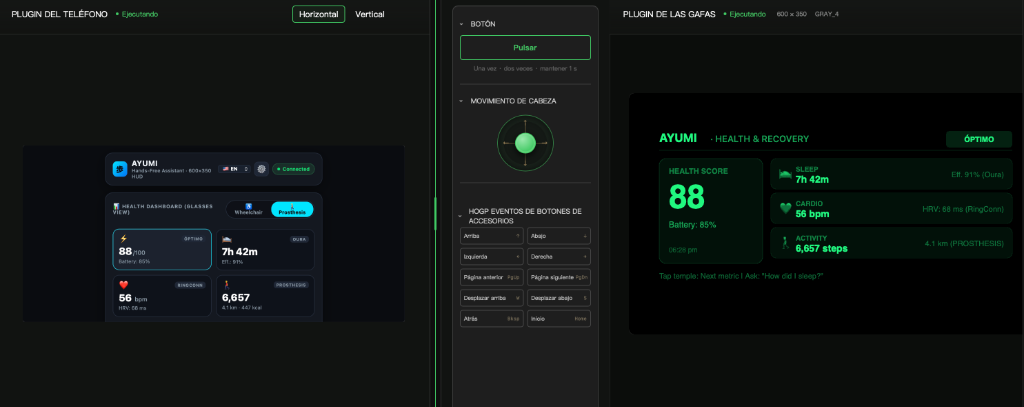 PLUGIN DEL TELÉFONO
Ejecutando
Horizontal
Vertical
AYUMI
Hands-Free Assistant · 600×350
HUD
EN
Connected
HEALTH DASHBOARD (GLASSES
VIEW)
Wheelchair
Prosthesis
ÓPTIMO
88 /100
Battery: 85%
OURA
7h 42m
Eff: 91%
RINGCONN
56 bpm
HRV: 68 ms
PROSTHESIS
6,657
4.1 km · 447 kcal
BOTÓN
Pulsar
Una vez · dos veces · mantener 1 s
MOVIMIENTO DE CABEZA
HOGP EVENTOS DE BOTONES DE
ACCESORIOS
Arriba
Abajo
Izquierda
Derecha
Página anterior PgUp
Página siguiente PgDn
Desplazar arriba W
Desplazar abajo S
Atrás
Inicio Home
PLUGIN DE LAS GAFAS
Ejecutando
600 × 350
GRAY_4
AYUMI · HEALTH & RECOVERY
ÓPTIMO
HEALTH SCORE
88
Battery: 85%
SLEEP
7h 42m
Eff. 91% (Oura)
CARDIO
56 bpm
HRV: 68 ms (RingConn)
ACTIVITY
6,657 steps
4.1 km (PROSTHESIS)
Tap temple: Next metric | Ask: "How did I sleep?"